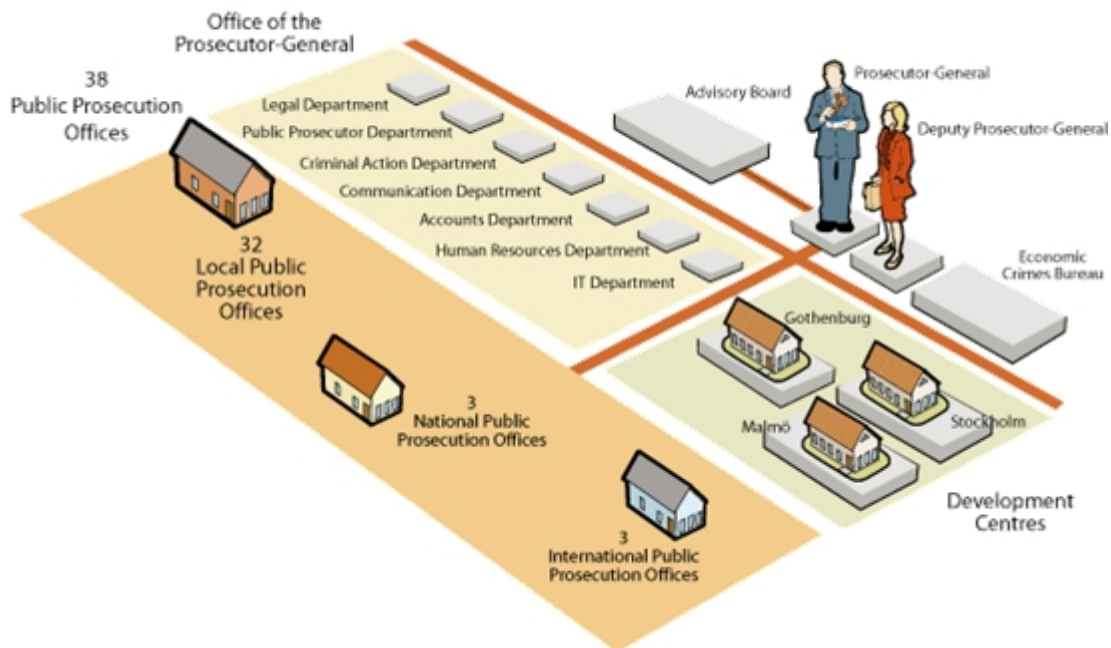 Office of the
Prosecutor-General
38
Public Prosecution
Offices
Legal Department
Public Prosecutor Department
Criminal Action Department
Communication Department
Accounts Department
Human Resources Department
IT Department
Advisory Board
Prosecutor-General
Deputy Prosecutor-General
Economic
Crimes Bureau
32
Local Public
Prosecution
Offices
3
National Public
Prosecution Offices
3
International Public
Prosecution Offices
Gothenburg
Malmö
Stockholm
Development
Centres